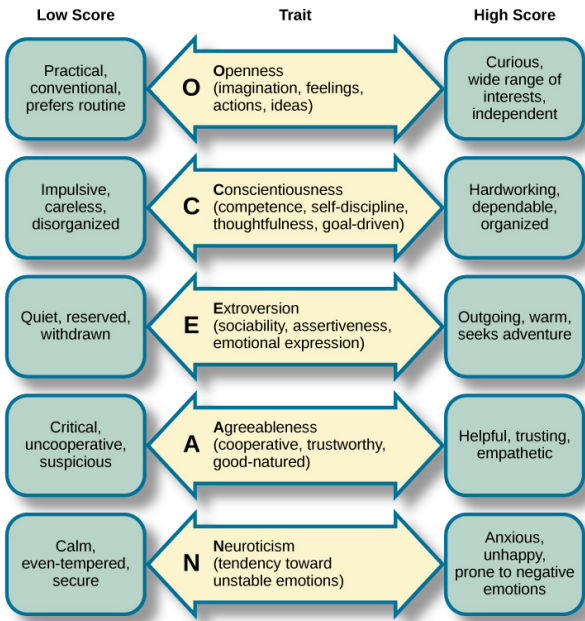 Low Score
Trait
High Score
Practical,
conventional,
prefers routine
O
Openness
(imagination, feelings,
actions, ideas)
Curious,
wide range of
interests,
independent
Impulsive,
careless,
disorganized
C
Conscientiousness
(competence, self-discipline,
thoughtfulness, goal-driven)
Hardworking,
dependable,
organized
Quiet, reserved,
withdrawn
E
Extroversion
(sociability, assertiveness,
emotional expression)
Outgoing, warm,
seeks adventure
Critical,
uncooperative,
suspicious
A
Agreeableness
(cooperative, trustworthy,
good-natured)
Helpful, trusting,
empathetic
Calm,
even-tempered,
secure
N
Neuroticism
(tendency toward
unstable emotions)
Anxious,
unhappy,
prone to negative
emotions